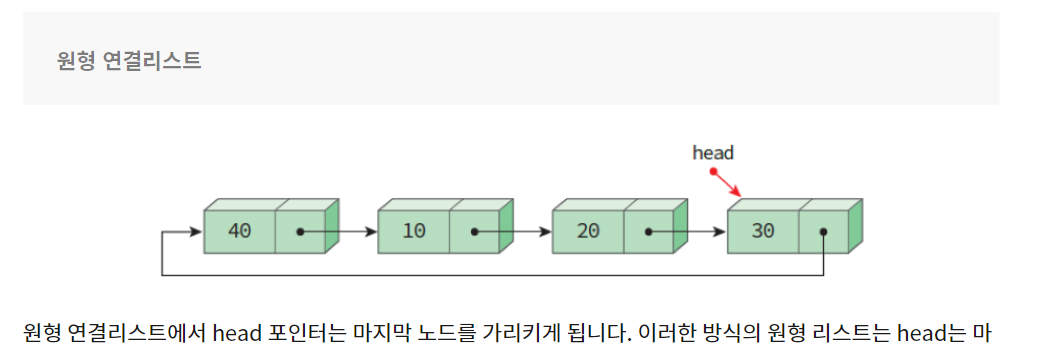 원형 연결리스트
head
40 10 20 30
원형 연결리스트에서 head 포인터는 마지막 노드를 가리키게 됩니다. 이러한 방식의 원형 리스트는 head는 마